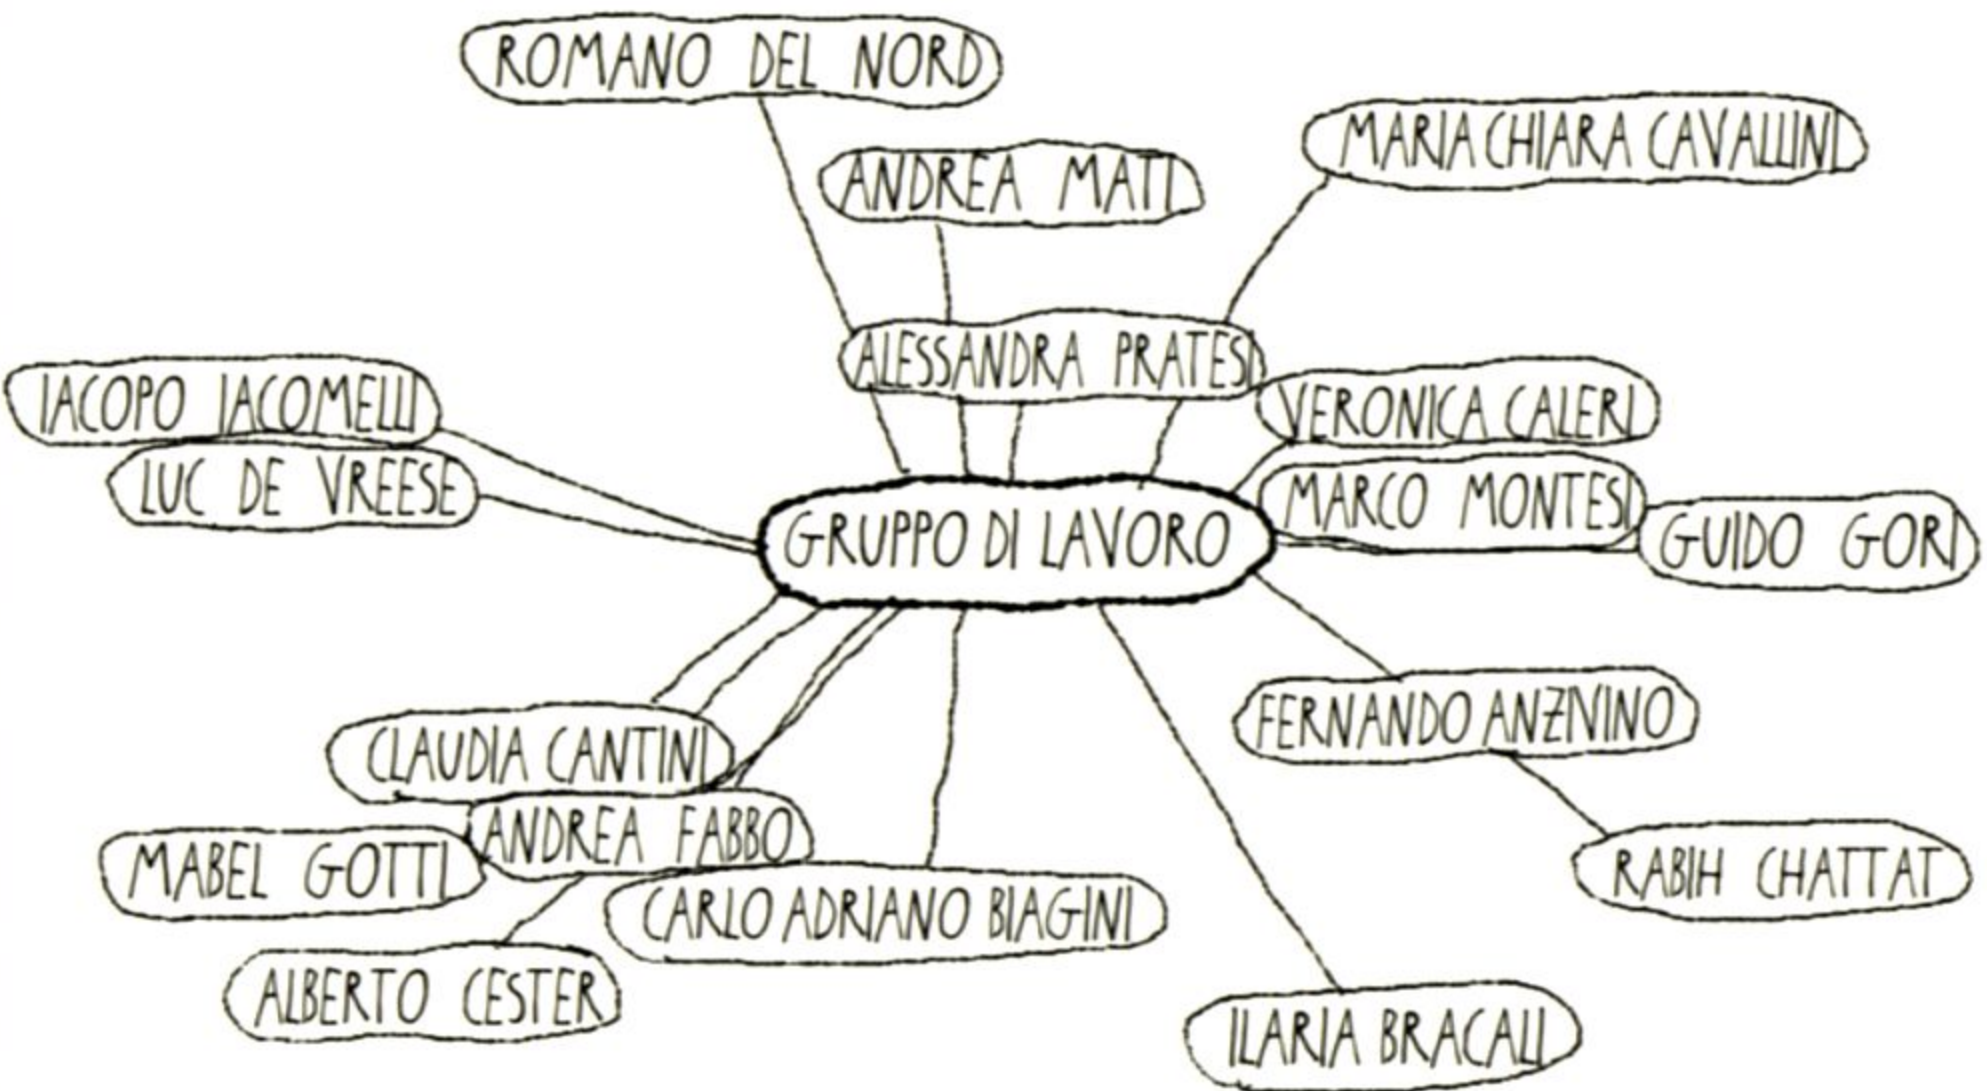 ROMANO DEL NORD
MARIA CHIARA CAVALLINI
ANDREA MATI
ALESSANDRA PRATESI
IACOPO IACOMELLI
VERONICA CALERI
LUC DE VREESE
MARCO MONTESI
GRUPPO DI LAVORO
GUIDO GORI
FERNANDO ANZIVINO
CLAUDIA CANTINI
ANDREA FABBO
MABEL GOTTI
RABIH CHATTAT
CARLO ADRIANO BIAGINI
ALBERTO CESTER
ILARIA BRACALI